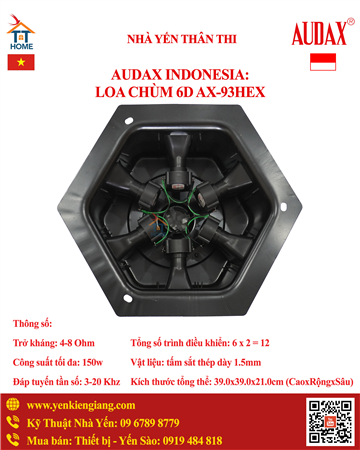 TT
HOME
NHÀ YẾN THÂN THI
AUDAX®
AUDAX INDONESIA:
LOA CHÙM 6D AX-93HEX
Thông số:
Trở kháng: 4-8 Ohm
Tổng số trình điều khiển: 6 x 2 = 12
Công suất tối đa: 150w
Vật liệu: tấm sắt thép dày 1.5mm
Đáp tuyến tần số: 3-20 Khz
Kích thước tổng thể: 39.0x39.0x21.0cm (CaoxRộngxSâu)
www.yenkiengiang.com
Kỹ Thuật Nhà Yến: 09 6789 8779
Mua bán: Thiết bị - Yến Sào: 0919 484 818